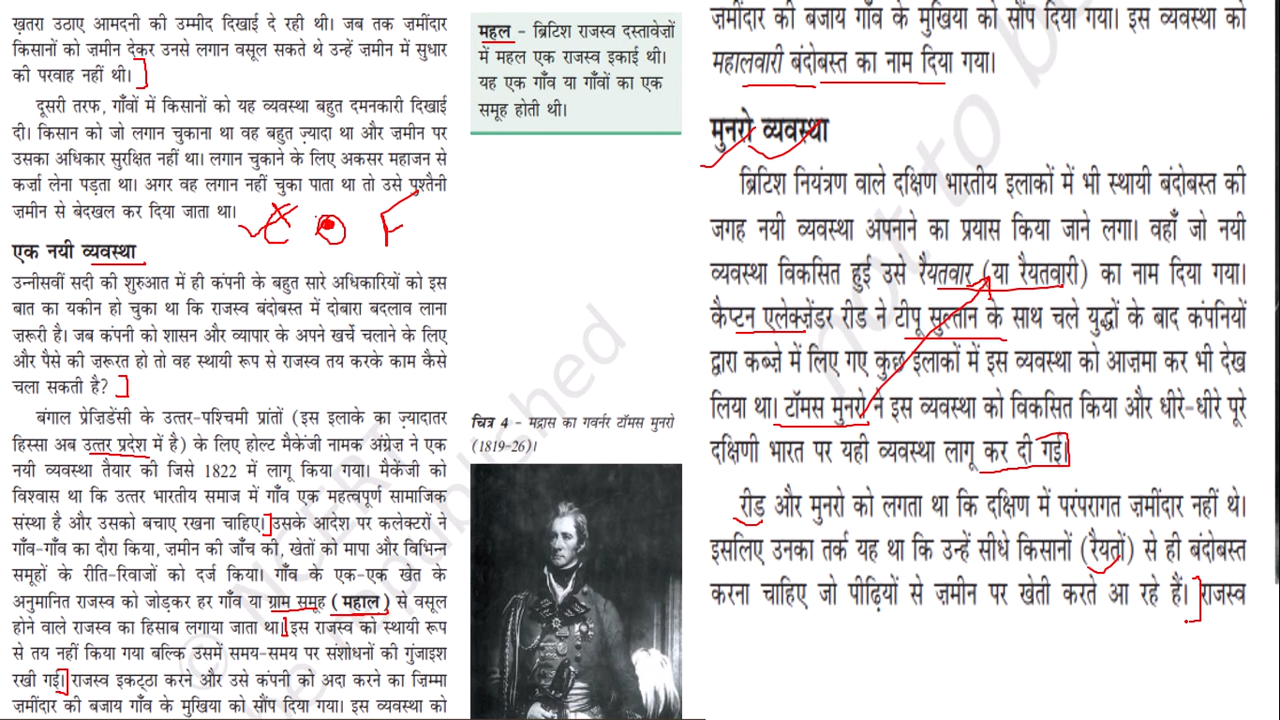 ख़तरा उठाए आमदनी की उम्मीद दिखाई दे रही थी। जब तक ज़मींदार
किसानों को ज़मीन देकर उनसे लगान वसूल सकते थे उन्हें ज़मीन में सुधार
की परवाह नहीं थी।
दूसरी तरफ, गाँवों में किसानों को यह व्यवस्था बहुत दमनकारी दिखाई
दी। किसान को जो लगान चुकाना था वह बहुत ज़्यादा था और ज़मीन पर
उसका अधिकार सुरक्षित नहीं था। लगान चुकाने के लिए अकसर महाजन से
कर्जा लेना पड़ता था। अगर वह लगान नहीं चुका पाता था तो उसे पुश्तैनी
ज़मीन से बेदखल कर दिया जाता था।
एक नयी व्यवस्था
उन्नीसवीं सदी की शुरुआत में ही कंपनी के बहुत सारे अधिकारियों को इस
बात का यकीन हो चुका था कि राजस्व बंदोबस्त में दोबारा बदलाव लाना
ज़रूरी है। जब कंपनी को शासन और व्यापार के अपने खर्चे चलाने के लिए
और पैसे की ज़रूरत हो तो वह स्थायी रूप से राजस्व तय करके काम कैसे
चला सकती है?
बंगाल प्रेज़िडेंसी के उत्तर-पश्चिमी प्रांतों (इस इलाके का ज़्यादातर
हिस्सा अब उत्तर प्रदेश में है) के लिए होल्ट मैकेंजी नामक अंग्रेज़ ने एक
नयी व्यवस्था तैयार की जिसे 1822 में लागू किया गया। मैकेंजी को
विश्वास था कि उत्तर भारतीय समाज में गाँव एक महत्वपूर्ण सामाजिक
संस्था है और उसको बचाए रखना चाहिए। उसके आदेश पर कलेक्टरों ने
गाँव-गाँव का दौरा किया, ज़मीन की जाँच की, खेतों को मापा और विभिन्न
समूहों के रीति-रिवाजों को दर्ज किया। गाँव के एक-एक खेत के
अनुमानित राजस्व को जोड़कर हर गाँव या ग्राम समूह (महाल) से वसूल
होने वाले राजस्व का हिसाब लगाया जाता था। इस राजस्व को स्थायी रूप
से तय नहीं किया गया बल्कि उसमें समय-समय पर संशोधनों की गुंजाइश
रखी गई। राजस्व इकट्ठा करने और उसे कंपनी को अदा करने का ज़िम्मा
ज़मींदार की बजाय गाँव के मुखिया को सौंप दिया गया। इस व्यवस्था को
महल – ब्रिटिश राजस्व दस्तावेज़ों
में महल एक राजस्व इकाई थी।
यह एक गाँव या गाँवों का एक
समूह होती थी।
चित्र 4 – मद्रास का गवर्नर टॉमस मुनरो
(1819-26)।
ज़मींदार की बजाय गाँव के मुखिया को सौंप दिया गया। इस व्यवस्था को
महालवारी बंदोबस्त का नाम दिया गया।
मुनरो व्यवस्था
ब्रिटिश नियंत्रण वाले दक्षिण भारतीय इलाकों में भी स्थायी बंदोबस्त की
जगह नयी व्यवस्था अपनाने का प्रयास किया जाने लगा। वहाँ जो नयी
व्यवस्था विकसित हुई उसे रैयतवार (या रैयतवारी) का नाम दिया गया।
कैप्टन एलेक्ज़ेंडर रीड ने टीपू सुल्तान के साथ चले युद्धों के बाद कंपनियों
द्वारा कब्ज़े में लिए गए कुछ इलाकों में इस व्यवस्था को आज़मा कर भी देख
लिया था। टॉमस मुनरो ने इस व्यवस्था को विकसित किया और धीरे-धीरे पूरे
दक्षिणी भारत पर यही व्यवस्था लागू कर दी गई।
रीड और मुनरो को लगता था कि दक्षिण में परंपरागत ज़मींदार नहीं थे।
इसलिए उनका तर्क यह था कि उन्हें सीधे किसानों (रैयतों) से ही बंदोबस्त
करना चाहिए जो पीढ़ियों से ज़मीन पर खेती करते आ रहे हैं। राजस्व
© NCERT
not to be
be republished